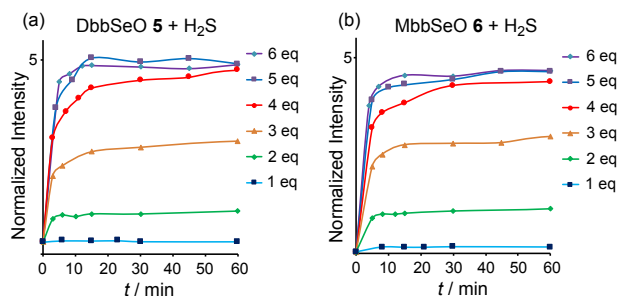 (a) DbbSeO 5 + H2S
Normalized Intensity
5
0 10 20 30 40 50 60
t / min
6 eq
5 eq
4 eq
3 eq
2 eq
1 eq
(b) MbbSeO 6 + H2S
Normalized Intensity
5
0 10 20 30 40 50 60
t / min
6 eq
5 eq
4 eq
3 eq
2 eq
1 eq